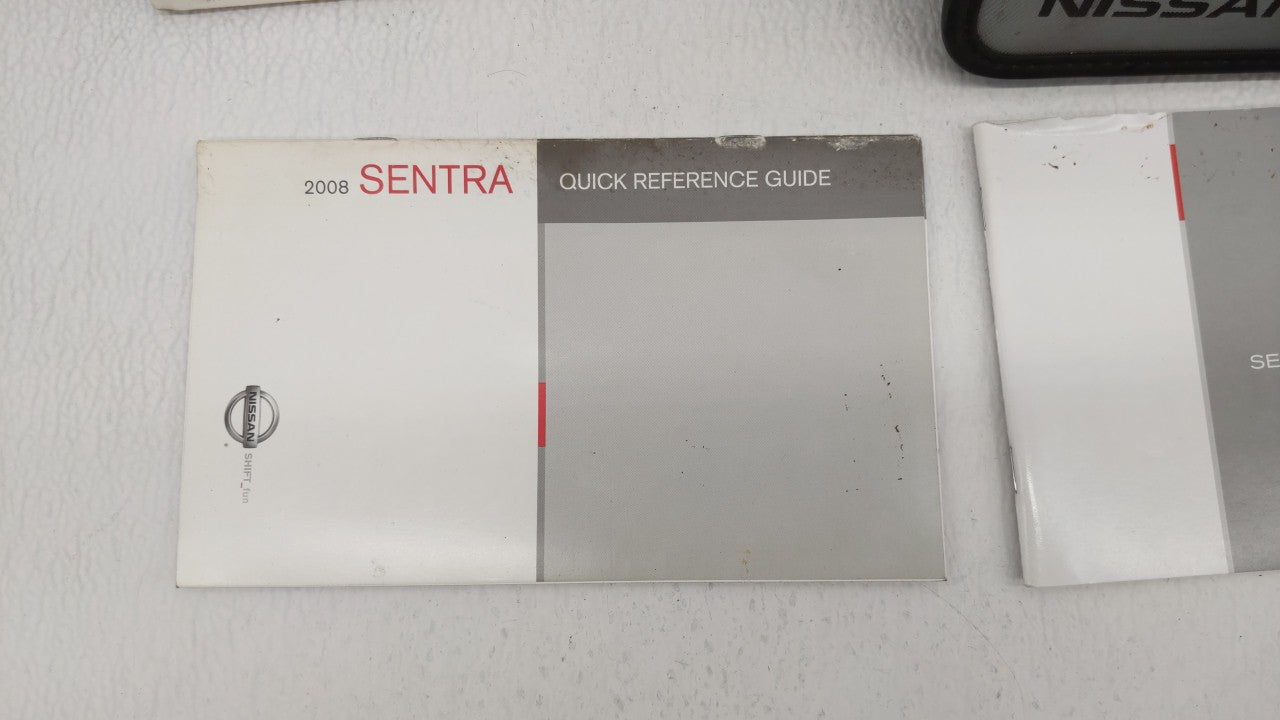 NISSAN
2008 SENTRA
QUICK REFERENCE GUIDE
SE
NISSAN
SHIFT_fun